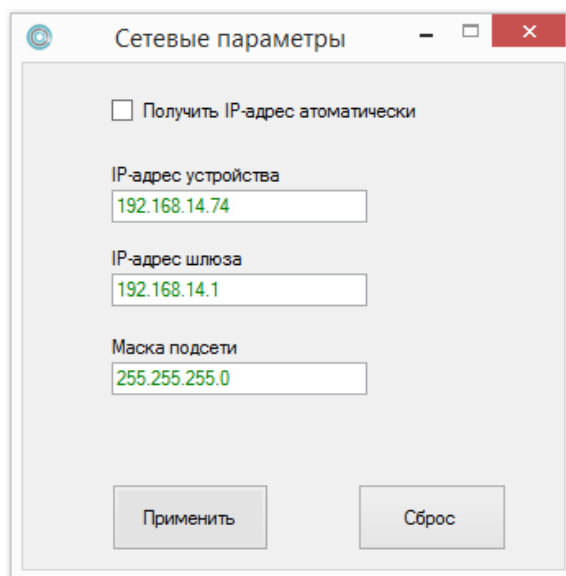 Сетевые параметры
Получить IP-адрес атоматически
IP-адрес устройства
192.168.14.74
IP-адрес шлюза
192.168.14.1
Маска подсети
255.255.255.0
Применить Сброс